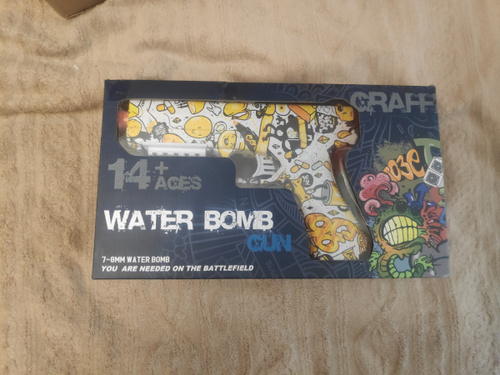 GRAFF
14+
AGES
WATER BOMB
GUN
7-8MM WATER BOMB
YOU ARE NEEDED ON THE BATTLEFIELD